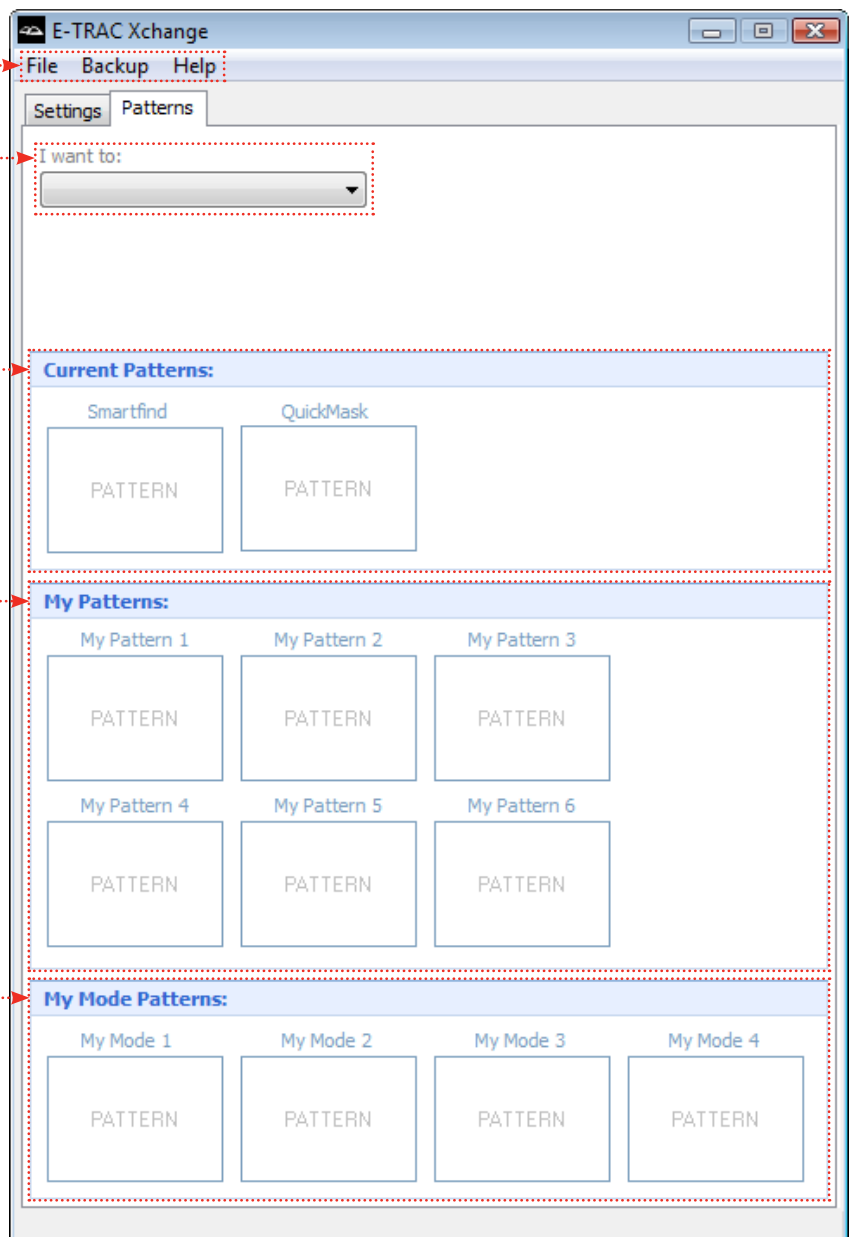 E-TRAC Xchange
File Backup Help
Settings Patterns
I want to:
Current Patterns:
Smartfind QuickMask
PATTERN PATTERN
My Patterns:
My Pattern 1 My Pattern 2 My Pattern 3
PATTERN PATTERN PATTERN
My Pattern 4 My Pattern 5 My Pattern 6
PATTERN PATTERN PATTERN
My Mode Patterns:
My Mode 1 My Mode 2 My Mode 3 My Mode 4
PATTERN PATTERN PATTERN PATTERN